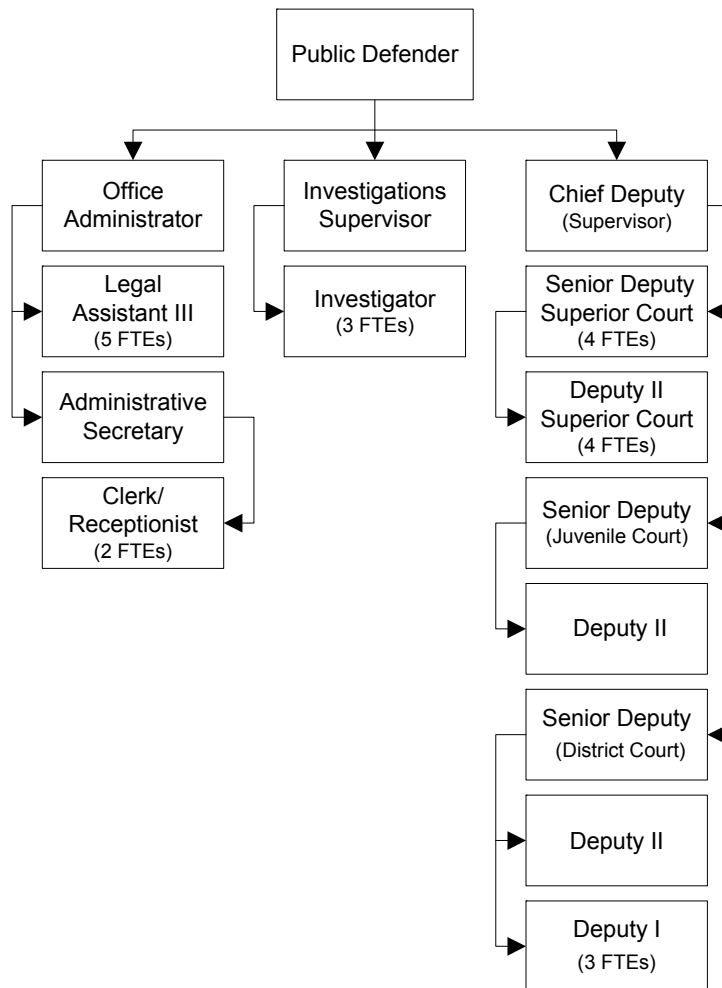 Public Defender
Office
Administrator
Investigations
Supervisor
Chief Deputy
(Supervisor)
Legal
Assistant III
(5 FTEs)
Investigator
(3 FTEs)
Senior Deputy
Superior Court
(4 FTEs)
Administrative
Secretary
Deputy II
Superior Court
(4 FTEs)
Clerk/
Receptionist
(2 FTEs)
Senior Deputy
(Juvenile Court)
Deputy II
Senior Deputy
(District Court)
Deputy II
Deputy I
(3 FTEs)